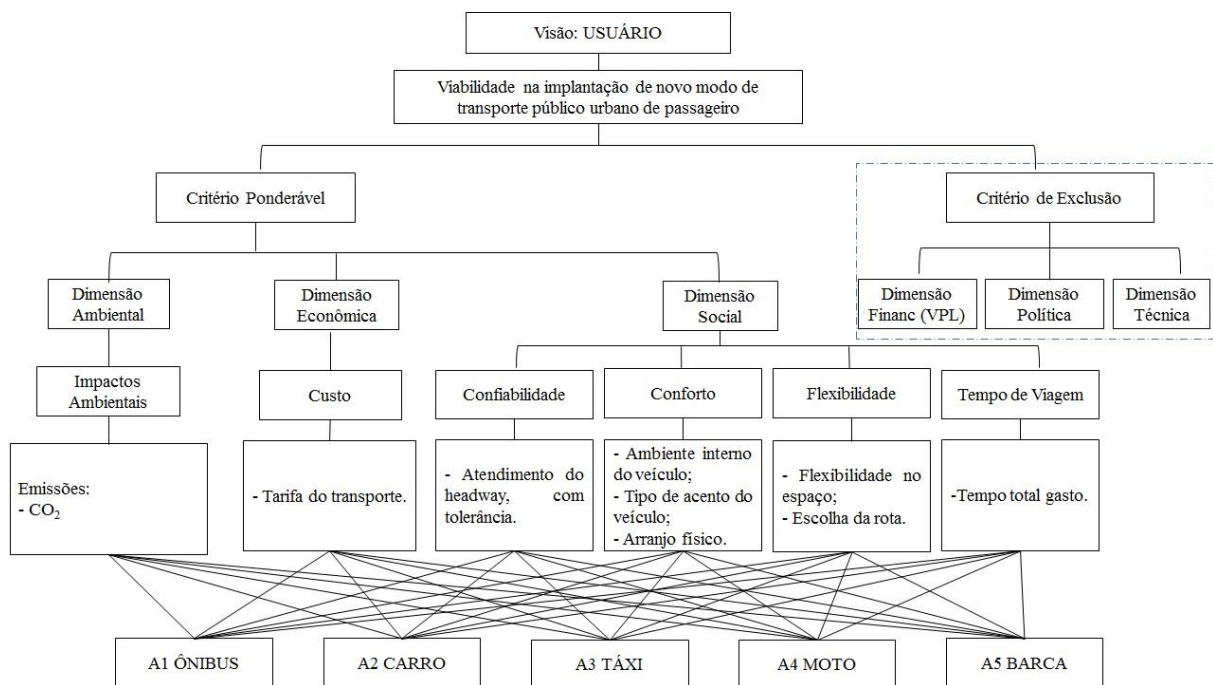 Visão: USUÁRIO
Viabilidade na implantação de novo modo de
transporte público urbano de passageiro
Critério Ponderável
Critério de Exclusão
Dimensão
Ambiental
Dimensão
Econômica
Dimensão
Social
Dimensão
Financ (VPL)
Dimensão
Política
Dimensão
Técnica
Impactos
Ambientais
Custo
Confiabilidade
Conforto
Flexibilidade
Tempo de Viagem
Emissões:
- CO₂
- Tarifa do transporte.
- Atendimento do
headway, com
tolerância.
- Ambiente interno
do veículo;
- Tipo de acento do
veículo;
- Arranjo físico.
- Flexibilidade no
espaço;
- Escolha da rota.
-Tempo total gasto.
A1 ÔNIBUS
A2 CARRO
A3 TÁXI
A4 MOTO
A5 BARCA